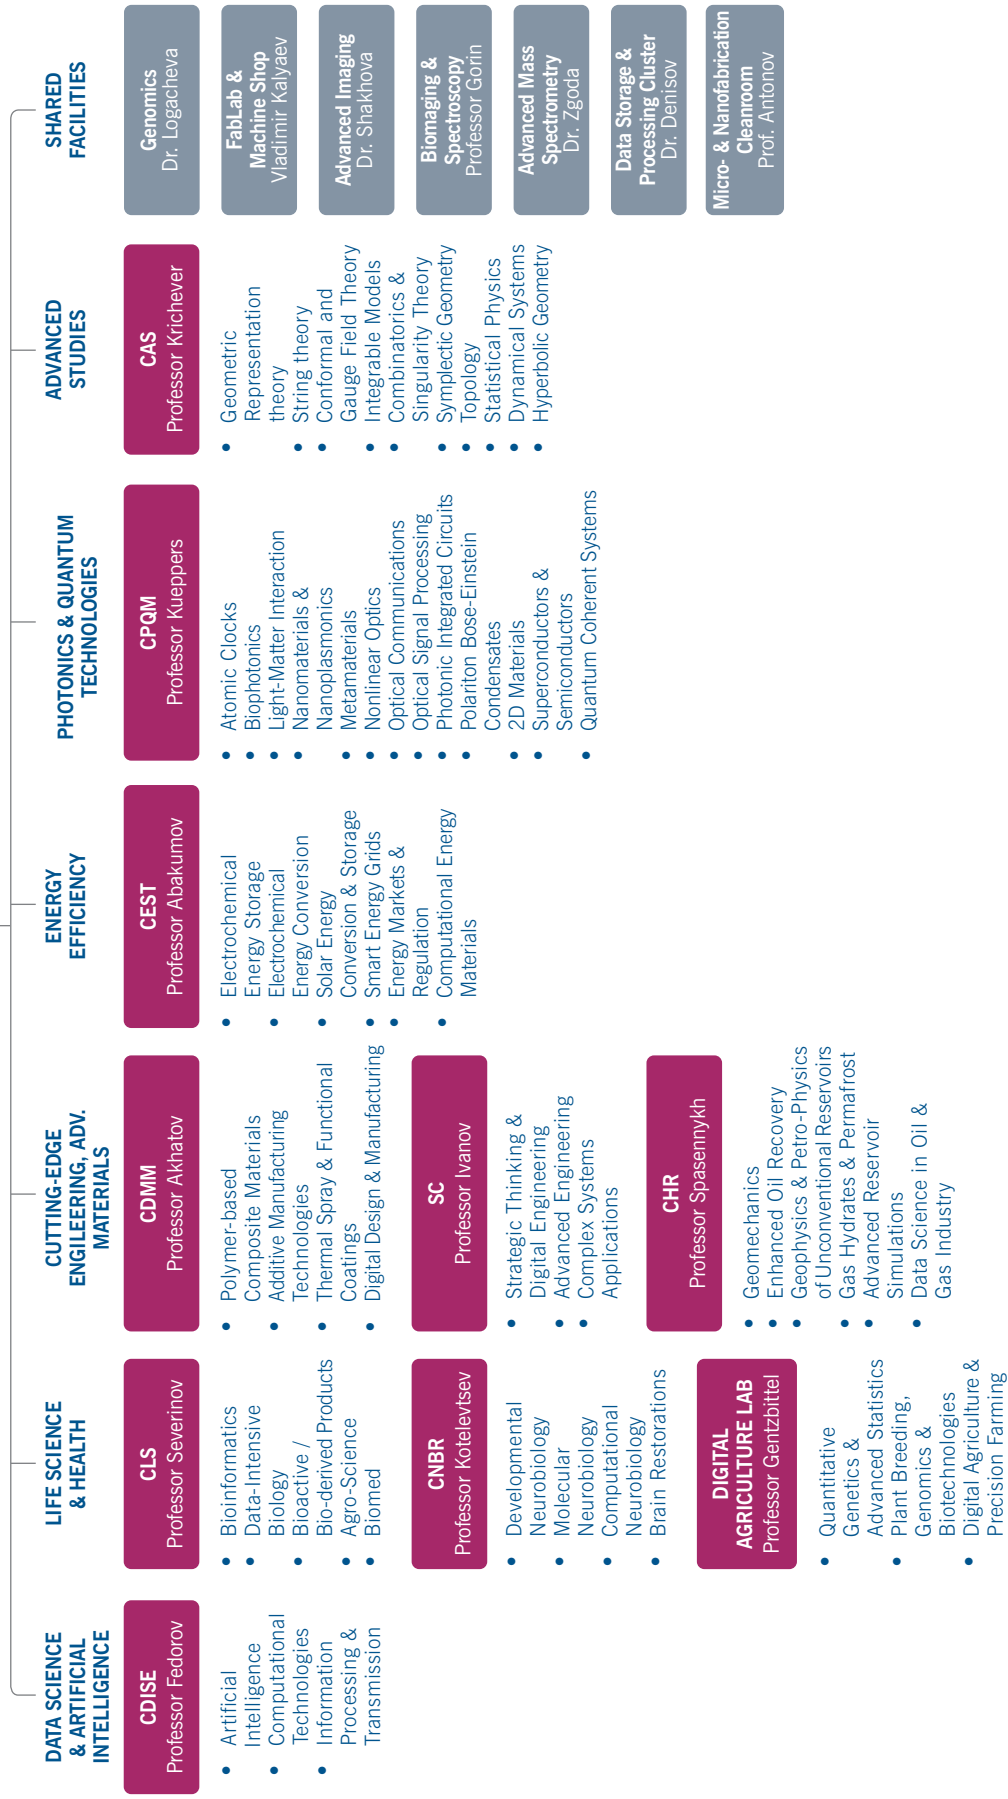 DATA SCIENCE
& ARTIFICIAL
INTELLIGENCE
CDISE
Professor Fedorov
• Artificial
Intelligence
• Computational
Technologies
• Information
Processing &
Transmission
LIFE SCIENCE
& HEALTH
CLS
Professor Severinov
• Bioinformatics
• Data-Intensive
Biology
• Bioactive /
Bio-derived Products
• Agro-Science
• Biomed
CNBR
Professor Kotelevtsev
• Developmental
Neurobiology
• Molecular
Neurobiology
• Computational
Neurobiology
• Brain Restorations
DIGITAL
AGRICULTURE LAB
Professor Gentzbittel
• Quantitative
Genetics &
Advanced Statistics
• Plant Breeding,
Genomics &
Biotechnologies
• Digital Agriculture &
Precision Farming
CUTTING-EDGE
ENGILEERING, ADV.
MATERIALS
CDMM
Professor Akhatov
• Polymer-based
Composite Materials
• Additive Manufacturing
Technologies
• Thermal Spray & Functional
Coatings
• Digital Design & Manufacturing
SC
Professor Ivanov
• Strategic Thinking &
Digital Engineering
• Advanced Engineering
• Complex Systems
Applications
CHR
Professor Spasennykh
• Geomechanics
• Enhanced Oil Recovery
• Geophysics & Petro-Physics
of Unconventional Reservoirs
• Gas Hydrates & Permafrost
• Advanced Reservoir
Simulations
• Data Science in Oil &
Gas Industry
ENERGY
EFFICIENCY
CEST
Professor Abakumov
• Electrochemical
Energy Storage
• Electrochemical
Energy Conversion
• Solar Energy
Conversion & Storage
• Smart Energy Grids
• Energy Markets &
Regulation
• Computational Energy
Materials
PHOTONICS & QUANTUM
TECHNOLOGIES
CPQM
Professor Kueppers
• Atomic Clocks
• Biophotonics
• Light-Matter Interaction
• Nanomaterials &
Nanoplasmonics
• Metamaterials
• Nonlinear Optics
• Optical Communications
• Optical Signal Processing
• Photonic Integrated Circuits
• Polariton Bose-Einstein
Condensates
• 2D Materials
• Superconductors &
Semiconductors
• Quantum Coherent Systems
ADVANCED
STUDIES
CAS
Professor Krichever
• Geometric
Representation
theory
• String theory
• Conformal and
Gauge Field Theory
• Integrable Models
• Combinatorics &
Singularity Theory
• Symplectic Geometry
• Topology
• Statistical Physics
• Dynamical Systems
• Hyperbolic Geometry
SHARED
FACILITIES
Genomics
Dr. Logacheva
FabLab &
Machine Shop
Vladimir Kalyaev
Advanced Imaging
Dr. Shakhova
Biomaging &
Spectroscopy
Professor Gorin
Advanced Mass
Spectrometry
Dr. Zgoda
Data Storage &
Processing Cluster
Dr. Denisov
Micro- & Nanofabrication
Cleanroom
Prof. Antonov